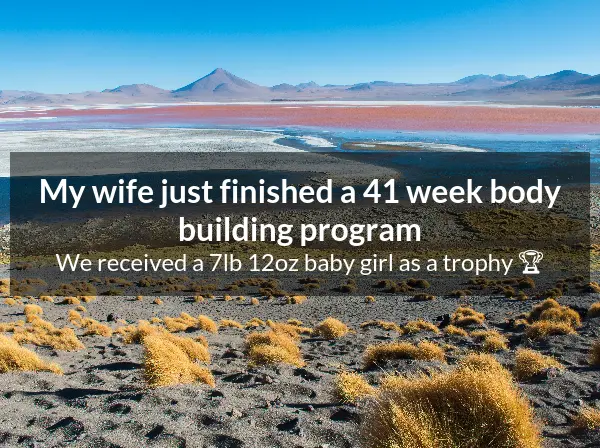 My wife just finished a 41 week body
building program
We received a 7lb 12oz baby girl as a trophy 🏆